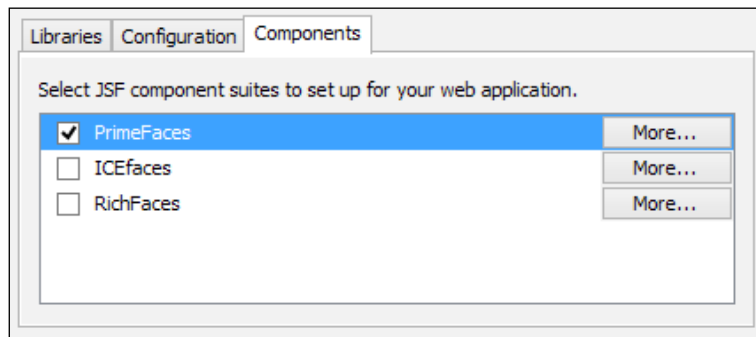 Libraries Configuration Components
Select JSF component suites to set up for your web application.
PrimeFaces More...
ICEfaces More...
RichFaces More...